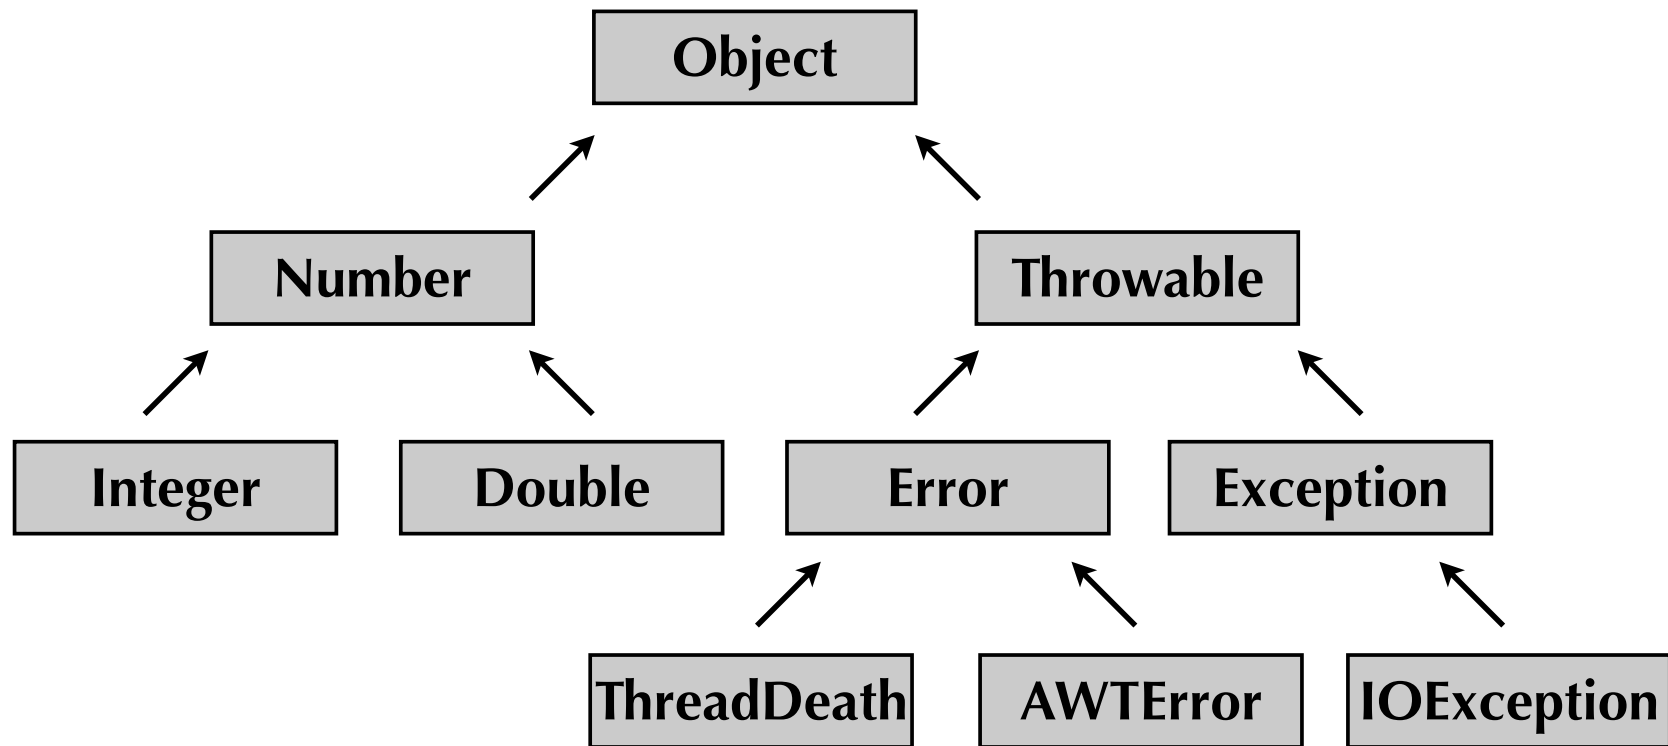 Object
Number
Throwable
Integer
Double
Error
Exception
ThreadDeath
AWTError
IOException